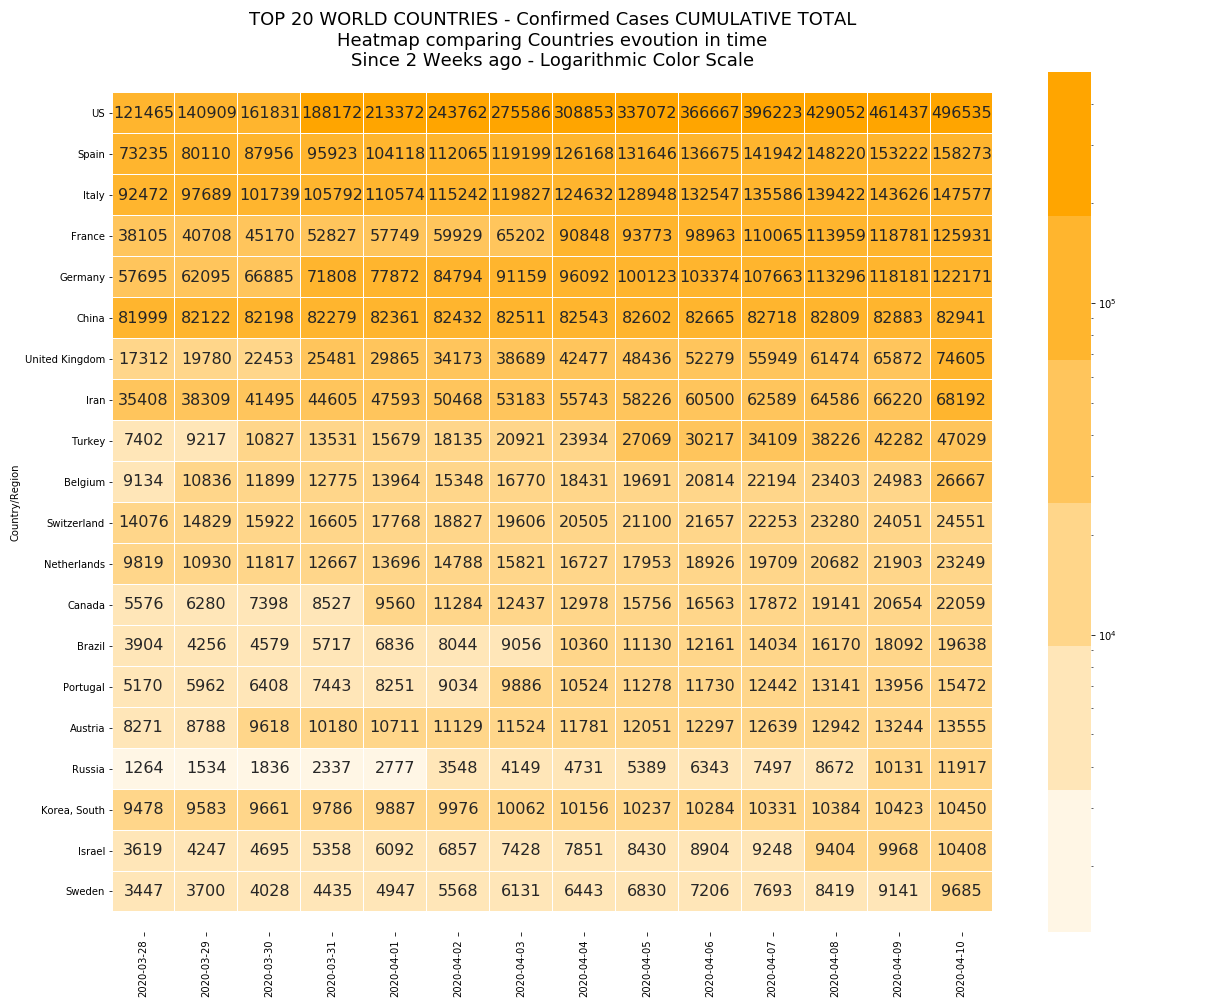 TOP 20 WORLD COUNTRIES - Confirmed Cases CUMULATIVE TOTAL
Heatmap comparing Countries evoution in time
Since 2 Weeks ago - Logarithmic Color Scale
Country/Region
US 121465 140909 161831 188172 213372 243762 275586 308853 337072 366667 396223 429052 461437 496535
Spain 73235 80110 87956 95923 104118 112065 119199 126168 131646 136675 141942 148220 153222 158273
Italy 92472 97689 101739 105792 110574 115242 119827 124632 128948 132547 135586 139422 143626 147577
France 38105 40708 45170 52827 57749 59929 65202 90848 93773 98963 110065 113959 118781 125931
Germany 57695 62095 66885 71808 77872 84794 91159 96092 100123 103374 107663 113296 118181 122171
China 81999 82122 82198 82279 82361 82432 82511 82543 82602 82665 82718 82809 82883 82941
United Kingdom 17312 19780 22453 25481 29865 34173 38689 42477 48436 52279 55949 61474 65872 74605
Iran 35408 38309 41495 44605 47593 50468 53183 55743 58226 60500 62589 64586 66220 68192
Turkey 7402 9217 10827 13531 15679 18135 20921 23934 27069 30217 34109 38226 42282 47029
Belgium 9134 10836 11899 12775 13964 15348 16770 18431 19691 20814 22194 23403 24983 26667
Switzerland 14076 14829 15922 16605 17768 18827 19606 20505 21100 21657 22253 23280 24051 24551
Netherlands 9819 10930 11817 12667 13696 14788 15821 16727 17953 18926 19709 20682 21903 23249
Canada 5576 6280 7398 8527 9560 11284 12437 12978 15756 16563 17872 19141 20654 22059
Brazil 3904 4256 4579 5717 6836 8044 9056 10360 11130 12161 14034 16170 18092 19638
Portugal 5170 5962 6408 7443 8251 9034 9886 10524 11278 11730 12442 13141 13956 15472
Austria 8271 8788 9618 10180 10711 11129 11524 11781 12051 12297 12639 12942 13244 13555
Russia 1264 1534 1836 2337 2777 3548 4149 4731 5389 6343 7497 8672 10131 11917
Korea, South 9478 9583 9661 9786 9887 9976 10062 10156 10237 10284 10331 10384 10423 10450
Israel 3619 4247 4695 5358 6092 6857 7428 7851 8430 8904 9248 9404 9968 10408
Sweden 3447 3700 4028 4435 4947 5568 6131 6443 6830 7206 7693 8419 9141 9685
2020-03-28 2020-03-29 2020-03-30 2020-03-31 2020-04-01 2020-04-02 2020-04-03 2020-04-04 2020-04-05 2020-04-06 2020-04-07 2020-04-08 2020-04-09 2020-04-10
10⁵
10⁴